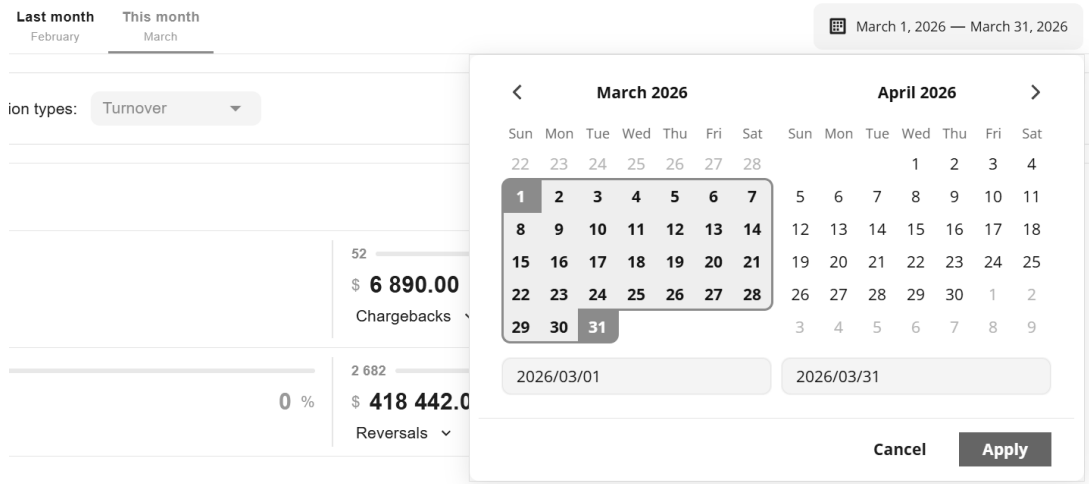 Last month This month
February March
March 1, 2026 — March 31, 2026
ion types: Turnover
March 2026 April 2026
Sun Mon Tue Wed Thu Fri Sat Sun Mon Tue Wed Thu Fri Sat
22 23 24 25 26 27 28 1 2 3 4
1 2 3 4 5 6 7 5 6 7 8 9 10 11
8 9 10 11 12 13 14 12 13 14 15 16 17 18
15 16 17 18 19 20 21 19 20 21 22 23 24 25
22 23 24 25 26 27 28 26 27 28 29 30 1 2
29 30 31 3 4 5 6 7 8 9
2026/03/01 2026/03/31
Cancel Apply
52
$ 6 890.00
Chargebacks
2 682
0 % $ 418 442.0
Reversals